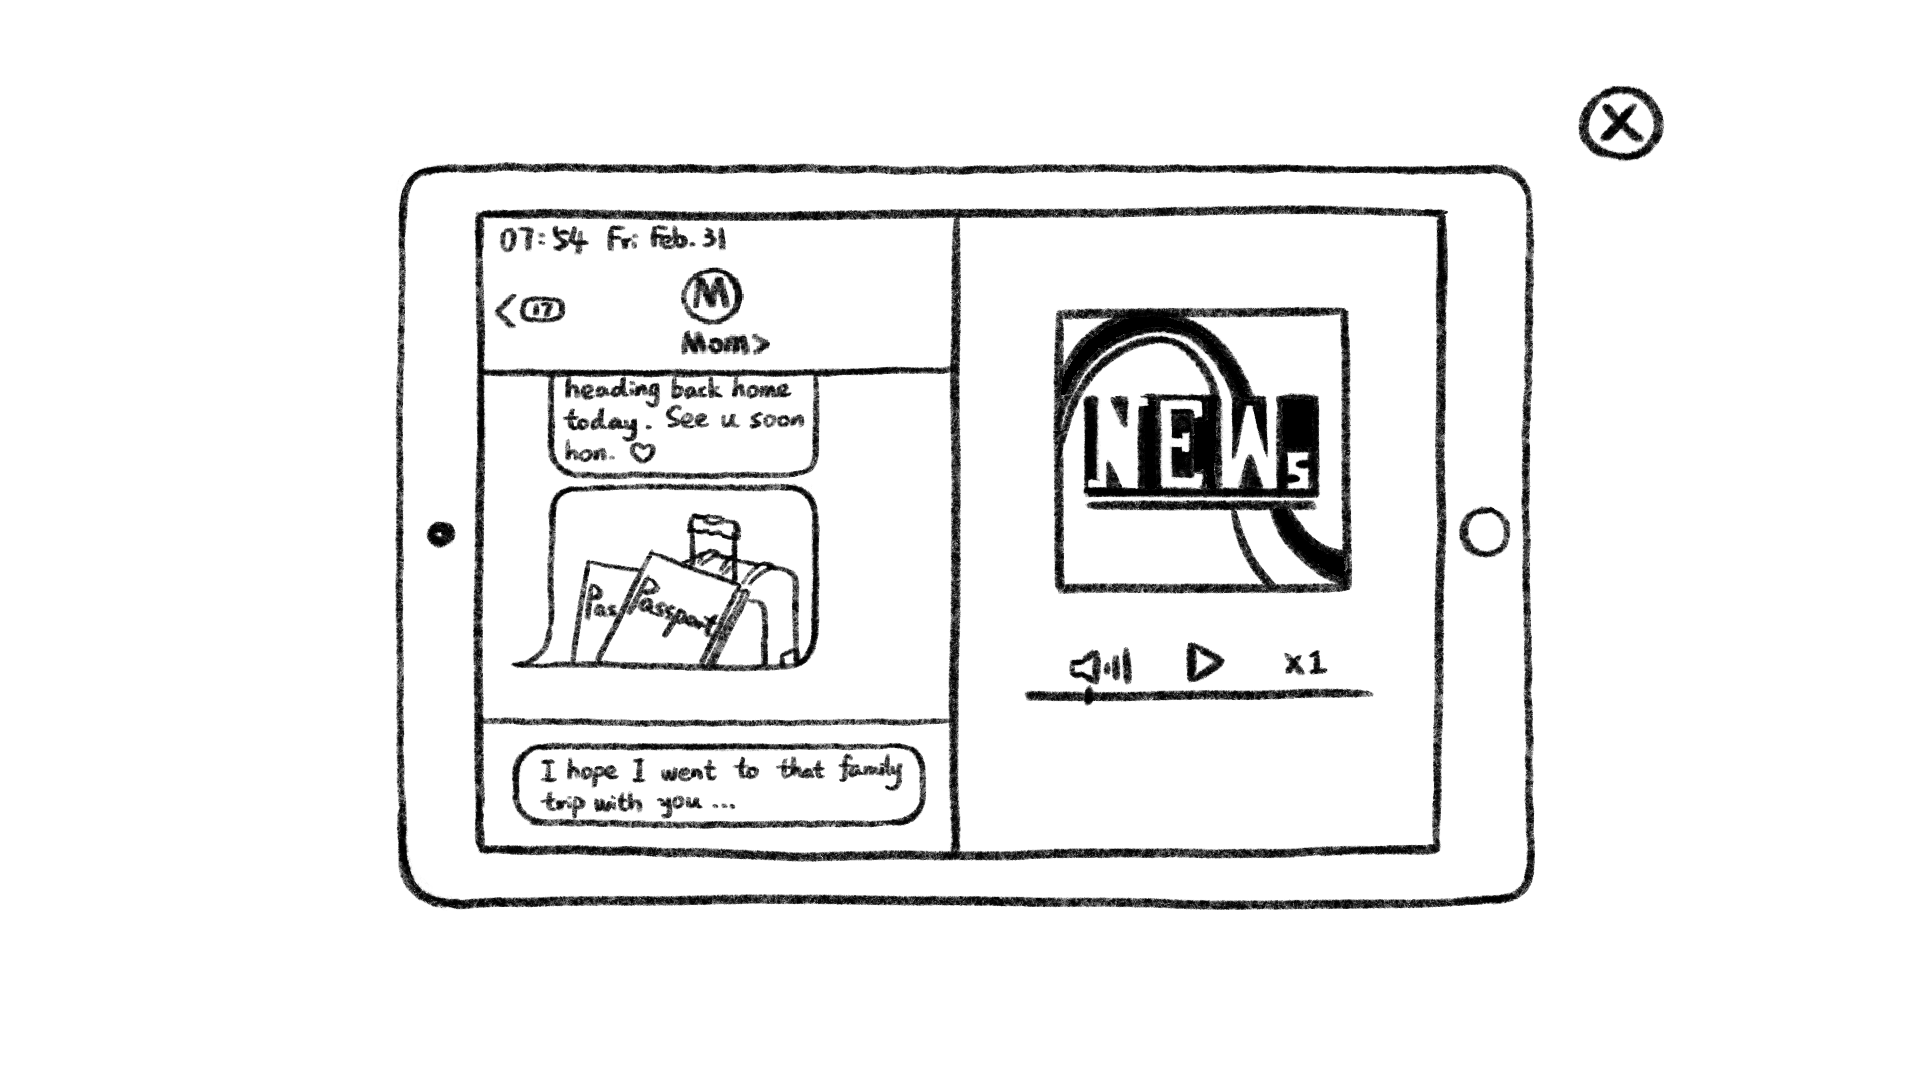 07:54 Fri Feb. 31
<17
M
Mom>
heading back home
today. See u soon
hon. ♡
Pas
Passport
I hope I went to that family
trip with you ...
NEWs
x1